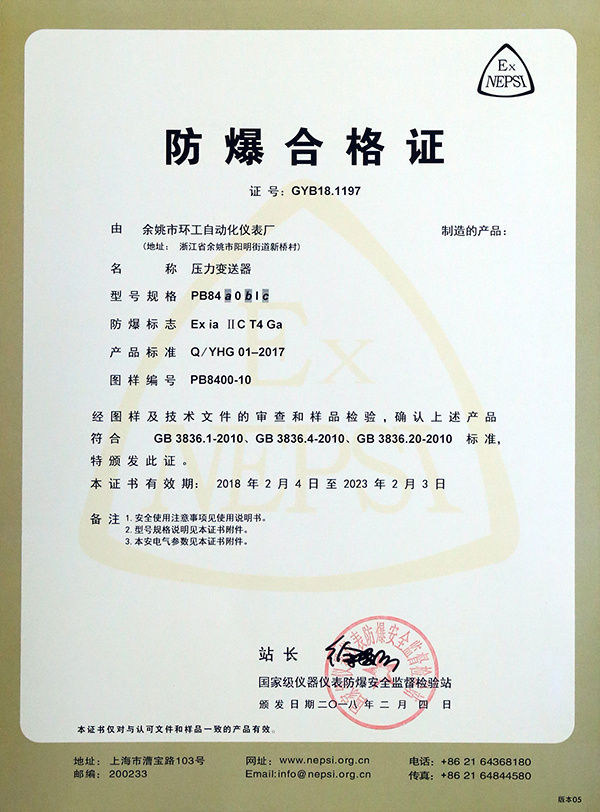 Ex
NEPSI
防爆合格证
证 号: GYB18.1197
由 余姚市环工自动化仪表厂 制造的产品:
(地址: 浙江省余姚市阳明街道新桥村)
名 称 压力变送器
型号规格 PB84 a 0 b I c
防爆标志 Ex ia ⅡC T4 Ga
产品标准 Q/YHG 01-2017
图样编号 PB8400-10
经图样及技术文件的审查和样品检验,确认上述产品
符合 GB 3836.1-2010、GB 3836.4-2010、GB 3836.20-2010 标准,
特颁发此证。
本证书有效期: 2018年2月4日至2023年2月3日
备注 1.安全使用注意事项见使用说明书。
2.型号规格说明见本证书附件。
3.本安电气参数见本证书附件。
站长
国家级仪器仪表防爆安全监督检验站
颁发日期二〇一八年二月四日
本证书仅对与认可文件和样品一致的产品有效。
地址: 上海市漕宝路103号 网址: www.nepsi.org.cn 电话: +86 21 64368180
邮编: 200233 Email:info@nepsi.org.cn 传真: +86 21 64844580
版本05